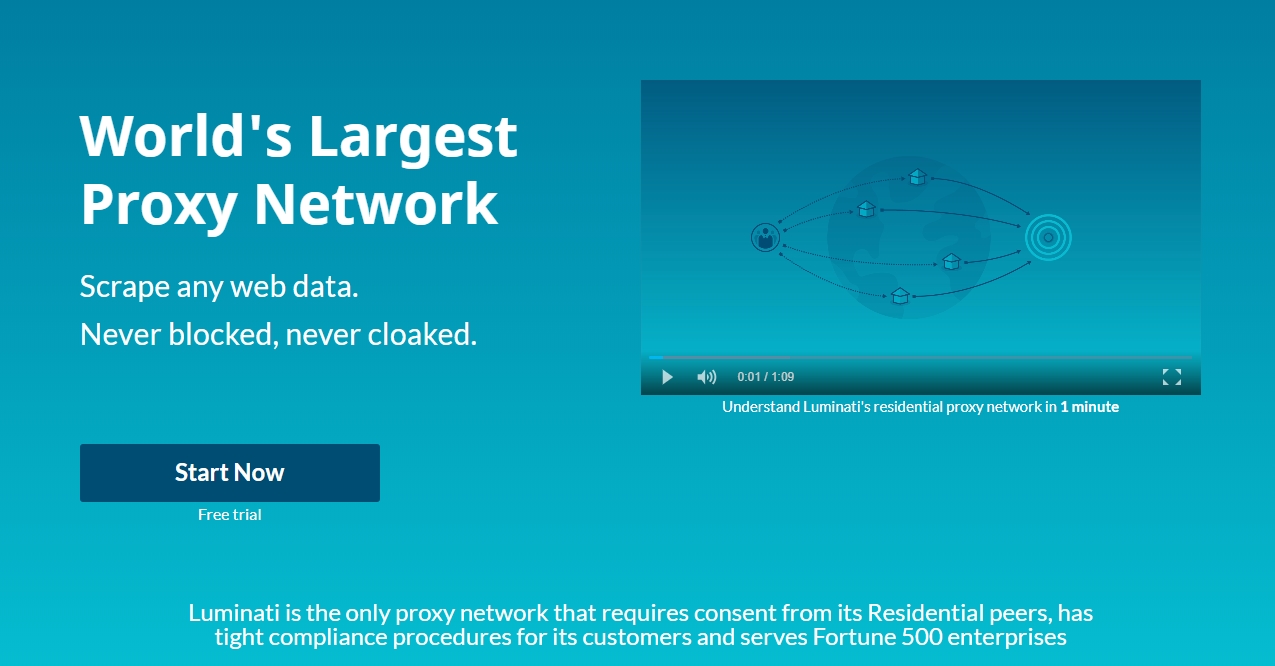 World's Largest
Proxy Network
Scrape any web data.
Never blocked, never cloaked.
0:01 / 1:09
Understand Luminati's residential proxy network in 1 minute
Start Now
Free trial
Luminati is the only proxy network that requires consent from its Residential peers, has
tight compliance procedures for its customers and serves Fortune 500 enterprises